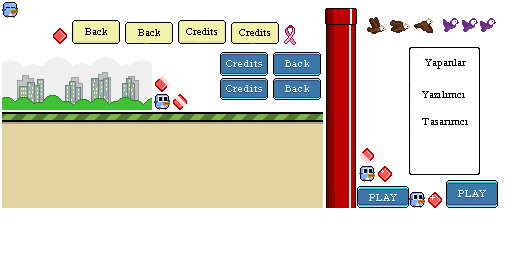 Back
Back
Credits
Credits
Credits
Back
Credits
Back
Yapanlar
Yazılımcı
Tasarımcı
PLAY
PLAY